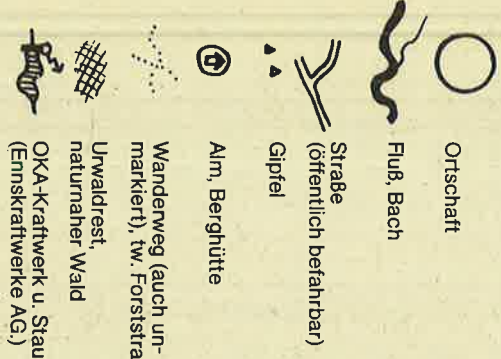 Ortschaft
Fluß, Bach
Straße
(öffentlich befahrbar)
Gipfel
Alm, Berghütte
Wanderweg (auch un-
markiert), tw. Forststra
Urwaldrest,
naturnaher Wald
OKA-Kraftwerk u. Stau
(Ennskraftwerke AG.)